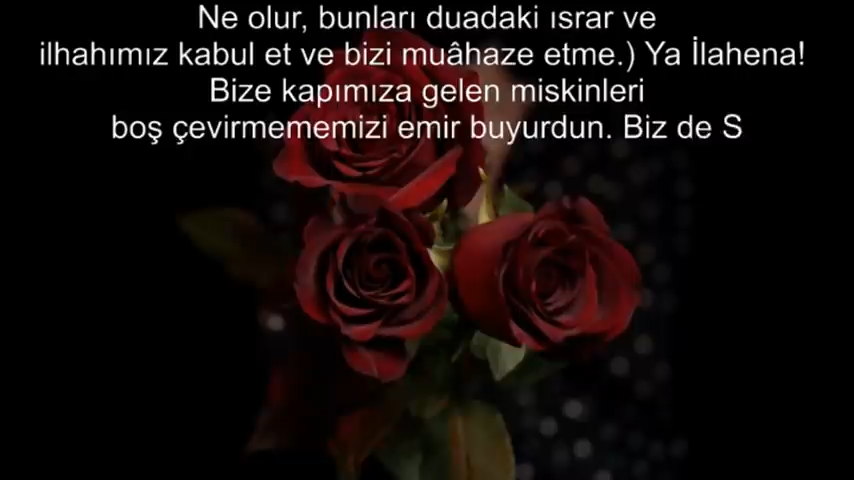 Ne olur, bunları duadaki ısrar ve
ilhahımız kabul et ve bizi muâhaze etme.) Ya İlahena!
Bize kapımıza gelen miskinleri
boş çevirmememizi emir buyurdun. Biz de S